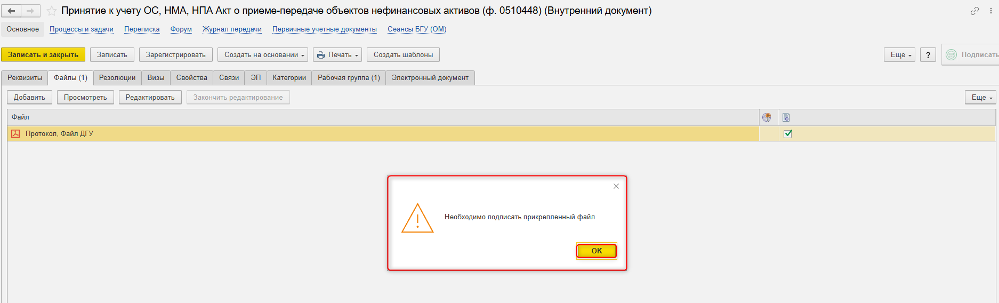 Принятие к учету ОС, НМА, НПА Акт о приеме-передаче объектов нефинансовых активов (ф. 0510448) (Внутренний документ)
Основное Процессы и задачи Переписка Форум Журнал передачи Первичные учетные документы Сеансы БГУ (ОМ)
Записать и закрыть Записать Зарегистрировать Создать на основании Печать Создать шаблоны Еще ? Подписать
Реквизиты Файлы (1) Резолюции Визы Свойства Связи ЭП Категории Рабочая группа (1) Электронный документ
Добавить Просмотреть Редактировать Закончить редактирование Еще
Файл
Протокол, Файл ДГУ
Необходимо подписать прикрепленный файл
ОК